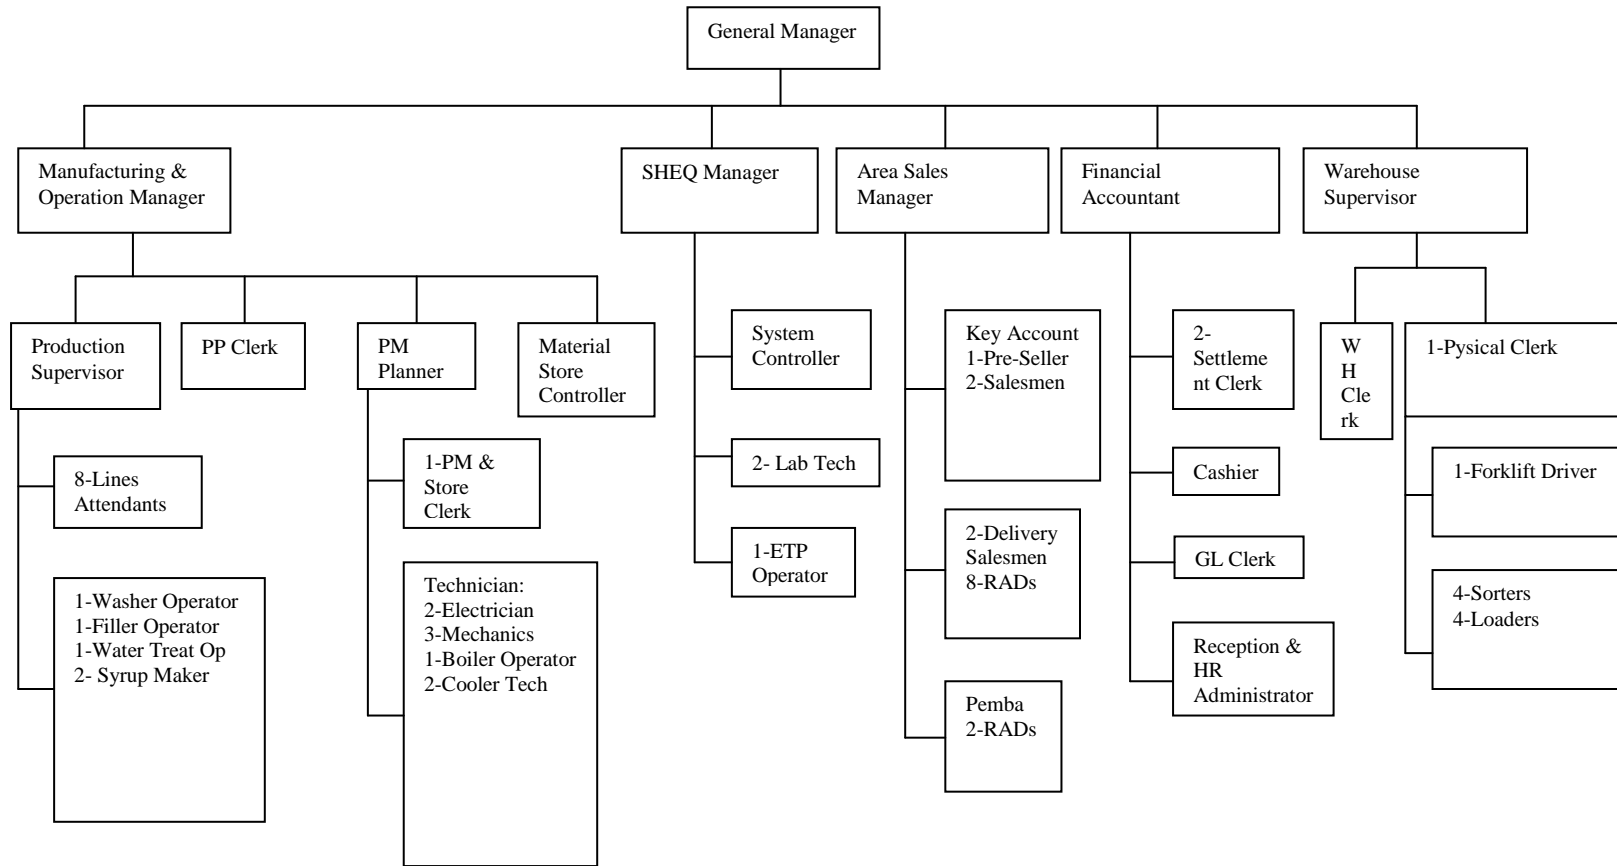 General Manager
Manufacturing &
Operation Manager
SHEQ Manager
Area Sales
Manager
Financial
Accountant
Warehouse
Supervisor
Production
Supervisor
PP Clerk
PM
Planner
Material
Store
Controller
System
Controller
Key Account
1-Pre-Seller
2-Salesmen
2-
Settleme
nt Clerk
W
H
Cle
rk
1-Pysical Clerk
8-Lines
Attendants
1-PM &
Store
Clerk
2- Lab Tech
Cashier
1-Forklift Driver
1-ETP
Operator
2-Delivery
Salesmen
8-RADs
GL Clerk
1-Washer Operator
1-Filler Operator
1-Water Treat Op
2- Syrup Maker
Technician:
2-Electrician
3-Mechanics
1-Boiler Operator
2-Cooler Tech
4-Sorters
4-Loaders
Reception &
HR
Administrator
Pemba
2-RADs